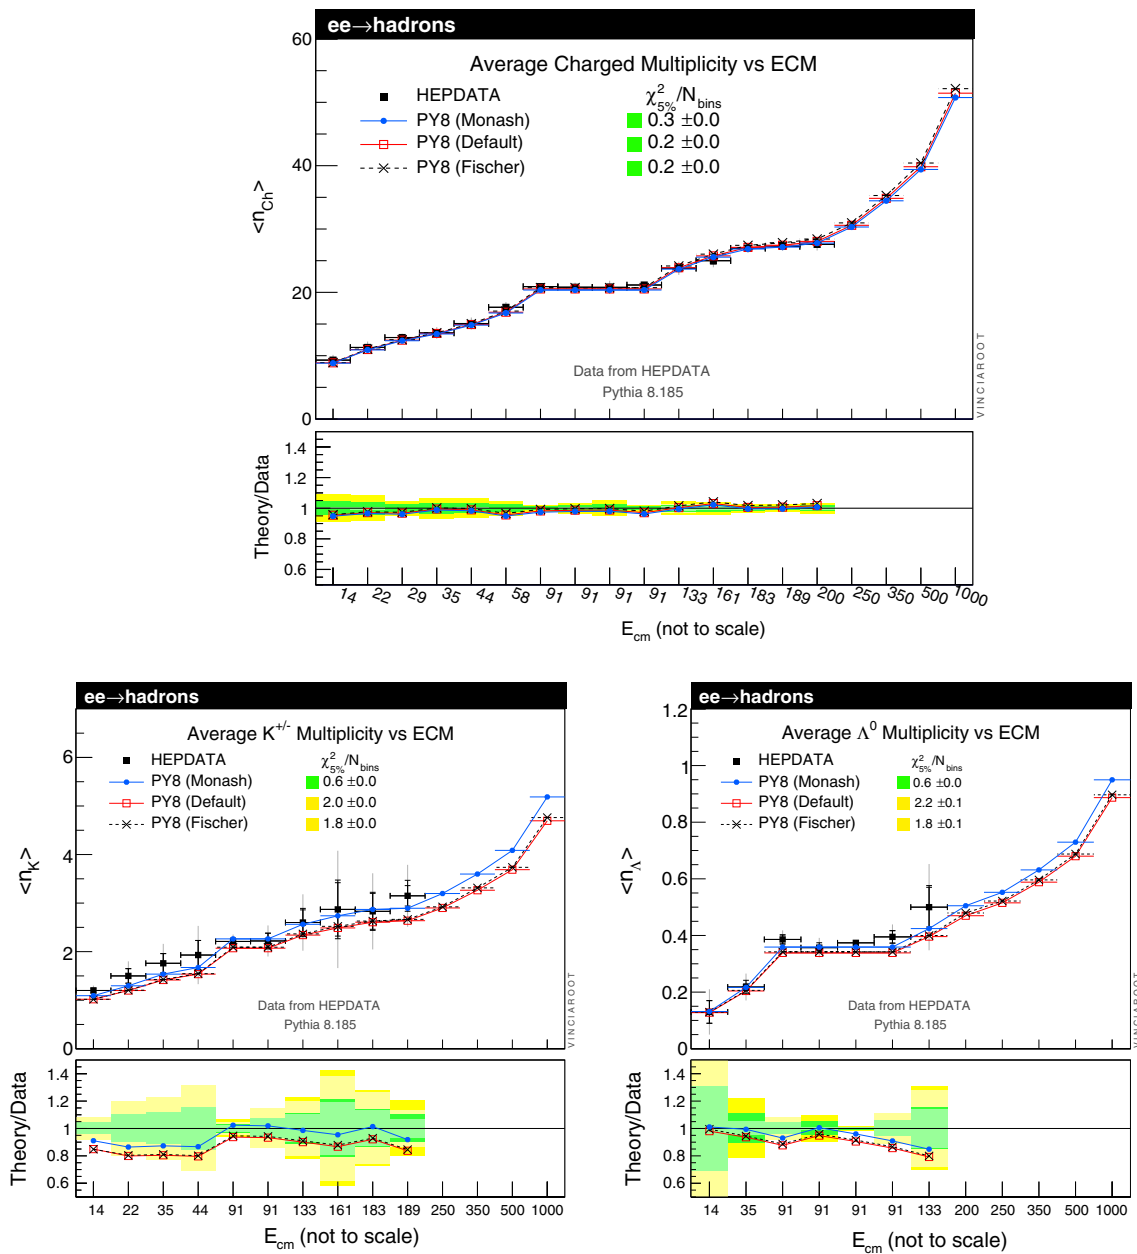 ee→hadrons
Average Charged Multiplicity vs ECM
HEPDATA χ²5%/Nbins
PY8 (Monash) 0.3 ±0.0
PY8 (Default) 0.2 ±0.0
PY8 (Fischer) 0.2 ±0.0
<nCh>
60
40
20
0
Data from HEPDATA
Pythia 8.185
VINCIAROOT
Theory/Data
1.4
1.2
1
0.8
0.6
14 22 29 35 44 58 91 91 91 91 133 161 183 189 200 250 350 500 1000
Ecm (not to scale)
ee→hadrons
Average K+/- Multiplicity vs ECM
HEPDATA χ²5%/Nbins
PY8 (Monash) 0.6 ±0.0
PY8 (Default) 2.0 ±0.0
PY8 (Fischer) 1.8 ±0.0
<nK>
6
4
2
0
Data from HEPDATA
Pythia 8.185
VINCIAROOT
Theory/Data
1.4
1.2
1
0.8
0.6
14 22 35 44 91 91 133 161 183 189 250 350 500 1000
Ecm (not to scale)
ee→hadrons
Average Λ0 Multiplicity vs ECM
HEPDATA χ²5%/Nbins
PY8 (Monash) 0.6 ±0.0
PY8 (Default) 2.2 ±0.1
PY8 (Fischer) 1.8 ±0.1
<nΛ>
1.2
1
0.8
0.6
0.4
0.2
0
Data from HEPDATA
Pythia 8.185
VINCIAROOT
Theory/Data
1.4
1.2
1
0.8
0.6
14 35 91 91 91 91 133 200 250 350 500 1000
Ecm (not to scale)